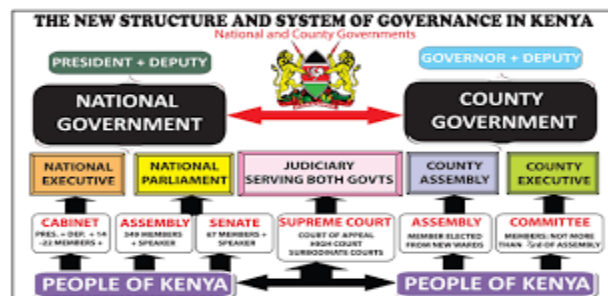 THE NEW STRUCTURE AND SYSTEM OF GOVERNANCE IN KENYA
National and County Governments
PRESIDENT + DEPUTY
GOVERNOR + DEPUTY
NATIONAL
GOVERNMENT
COUNTY
GOVERNMENT
NATIONAL
EXECUTIVE
NATIONAL
PARLIAMENT
JUDICIARY
SERVING BOTH GOVTS
COUNTY
ASSEMBLY
COUNTY
EXECUTIVE
CABINET
PRES. + DEP. + 14
-22 MEMBERS +
ASSEMBLY
349 MEMBERS
+ SPEAKER
SENATE
67 MEMBERS +
SPEAKER
SUPREME COURT
COURT OF APPEAL
HIGH COURT
SUBODINATE COURTS
ASSEMBLY
MEMBER ELECTED
FROM NEW WARDS
COMMITTEE
MEMBERS: NOT MORE
THAN OF ASSEMBLY
PEOPLE OF KENYA
PEOPLE OF KENYA